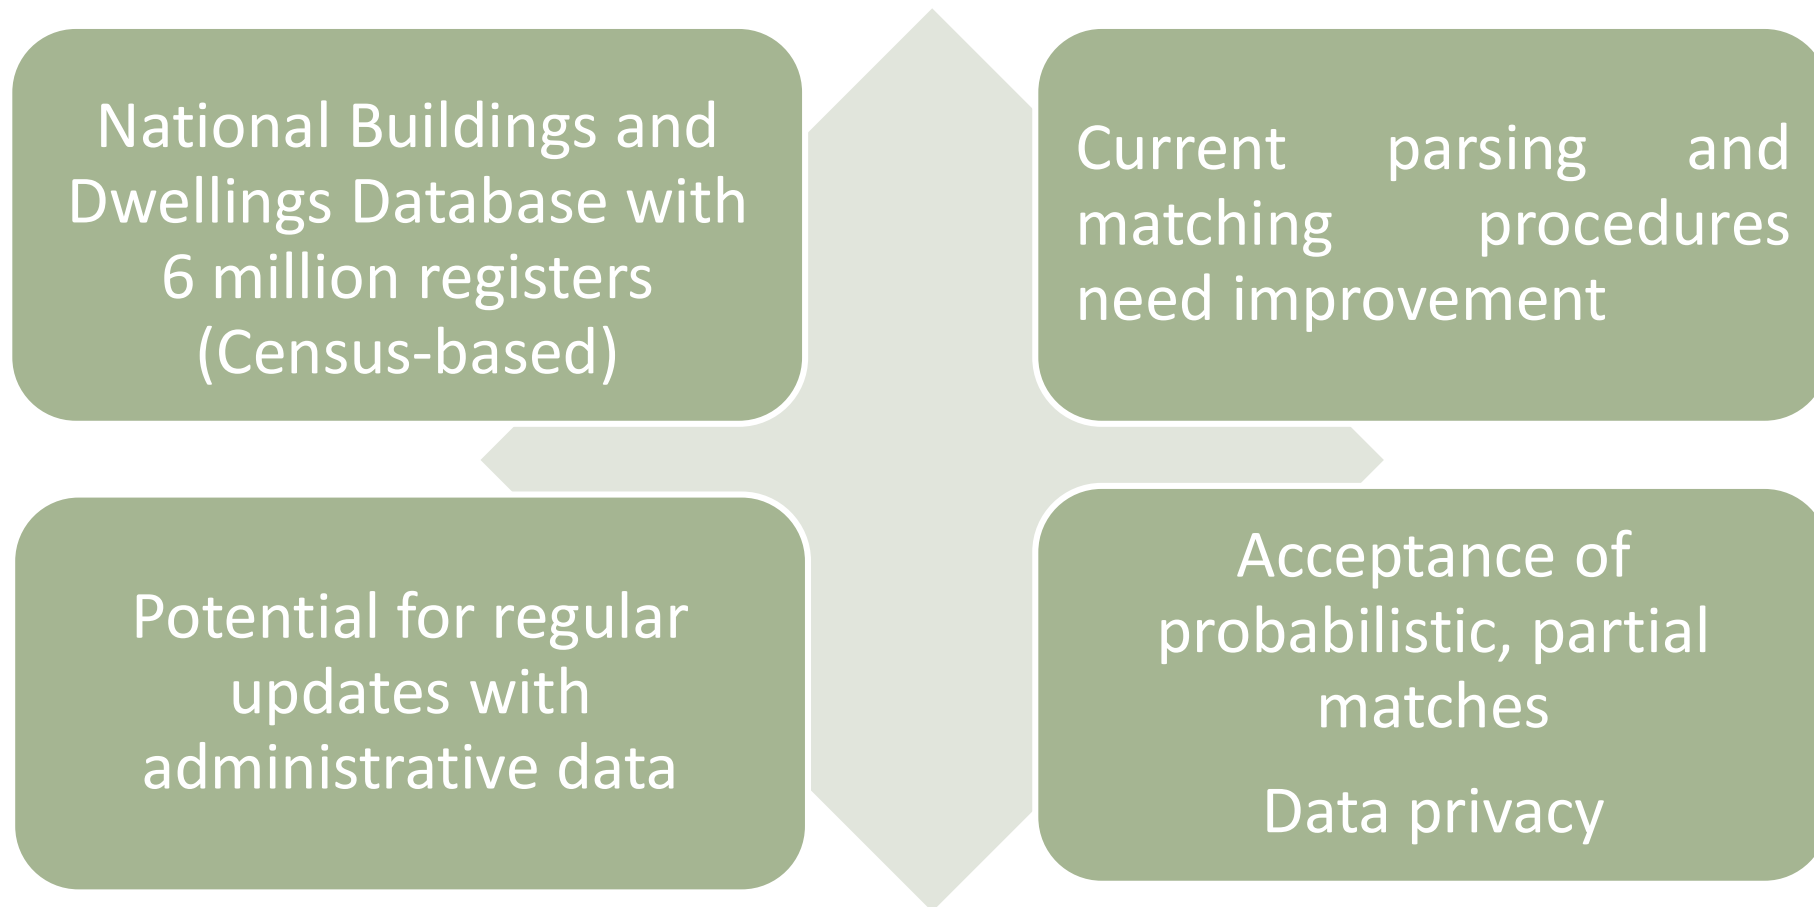 National Buildings and
Dwellings Database with
6 million registers
(Census-based)
Current parsing and
matching procedures
need improvement
Potential for regular
updates with
administrative data
Acceptance of
probabilistic, partial
matches
Data privacy